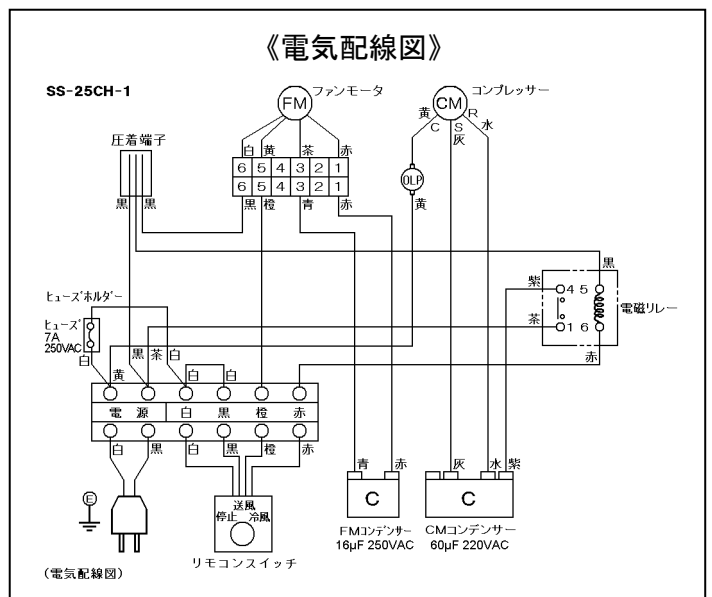 《電気配線図》
SS-25CH-1
FM
ファンモータ
CM
コンプレッサー
黄
C
S
R
水
灰
圧着端子
白
黄
茶
赤
6 5 4 3 2 1
6 5 4 3 2 1
黒
黒
黒
橙
青
赤
OLP
黄
黒
紫
4 5
電磁リレー
茶
1 6
赤
ヒューズホルダー
ヒューズ
7A
250VAC
白
黄
黒
茶
白
白
白
電 源 白 黒 橙 赤
白
黒
白
黒
橙
赤
E
送風
停止 冷風
リモコンスイッチ
青
赤
C
FMコンデンサー
16μF 250VAC
灰
水
紫
C
CMコンデンサー
60μF 220VAC
(電気配線図)